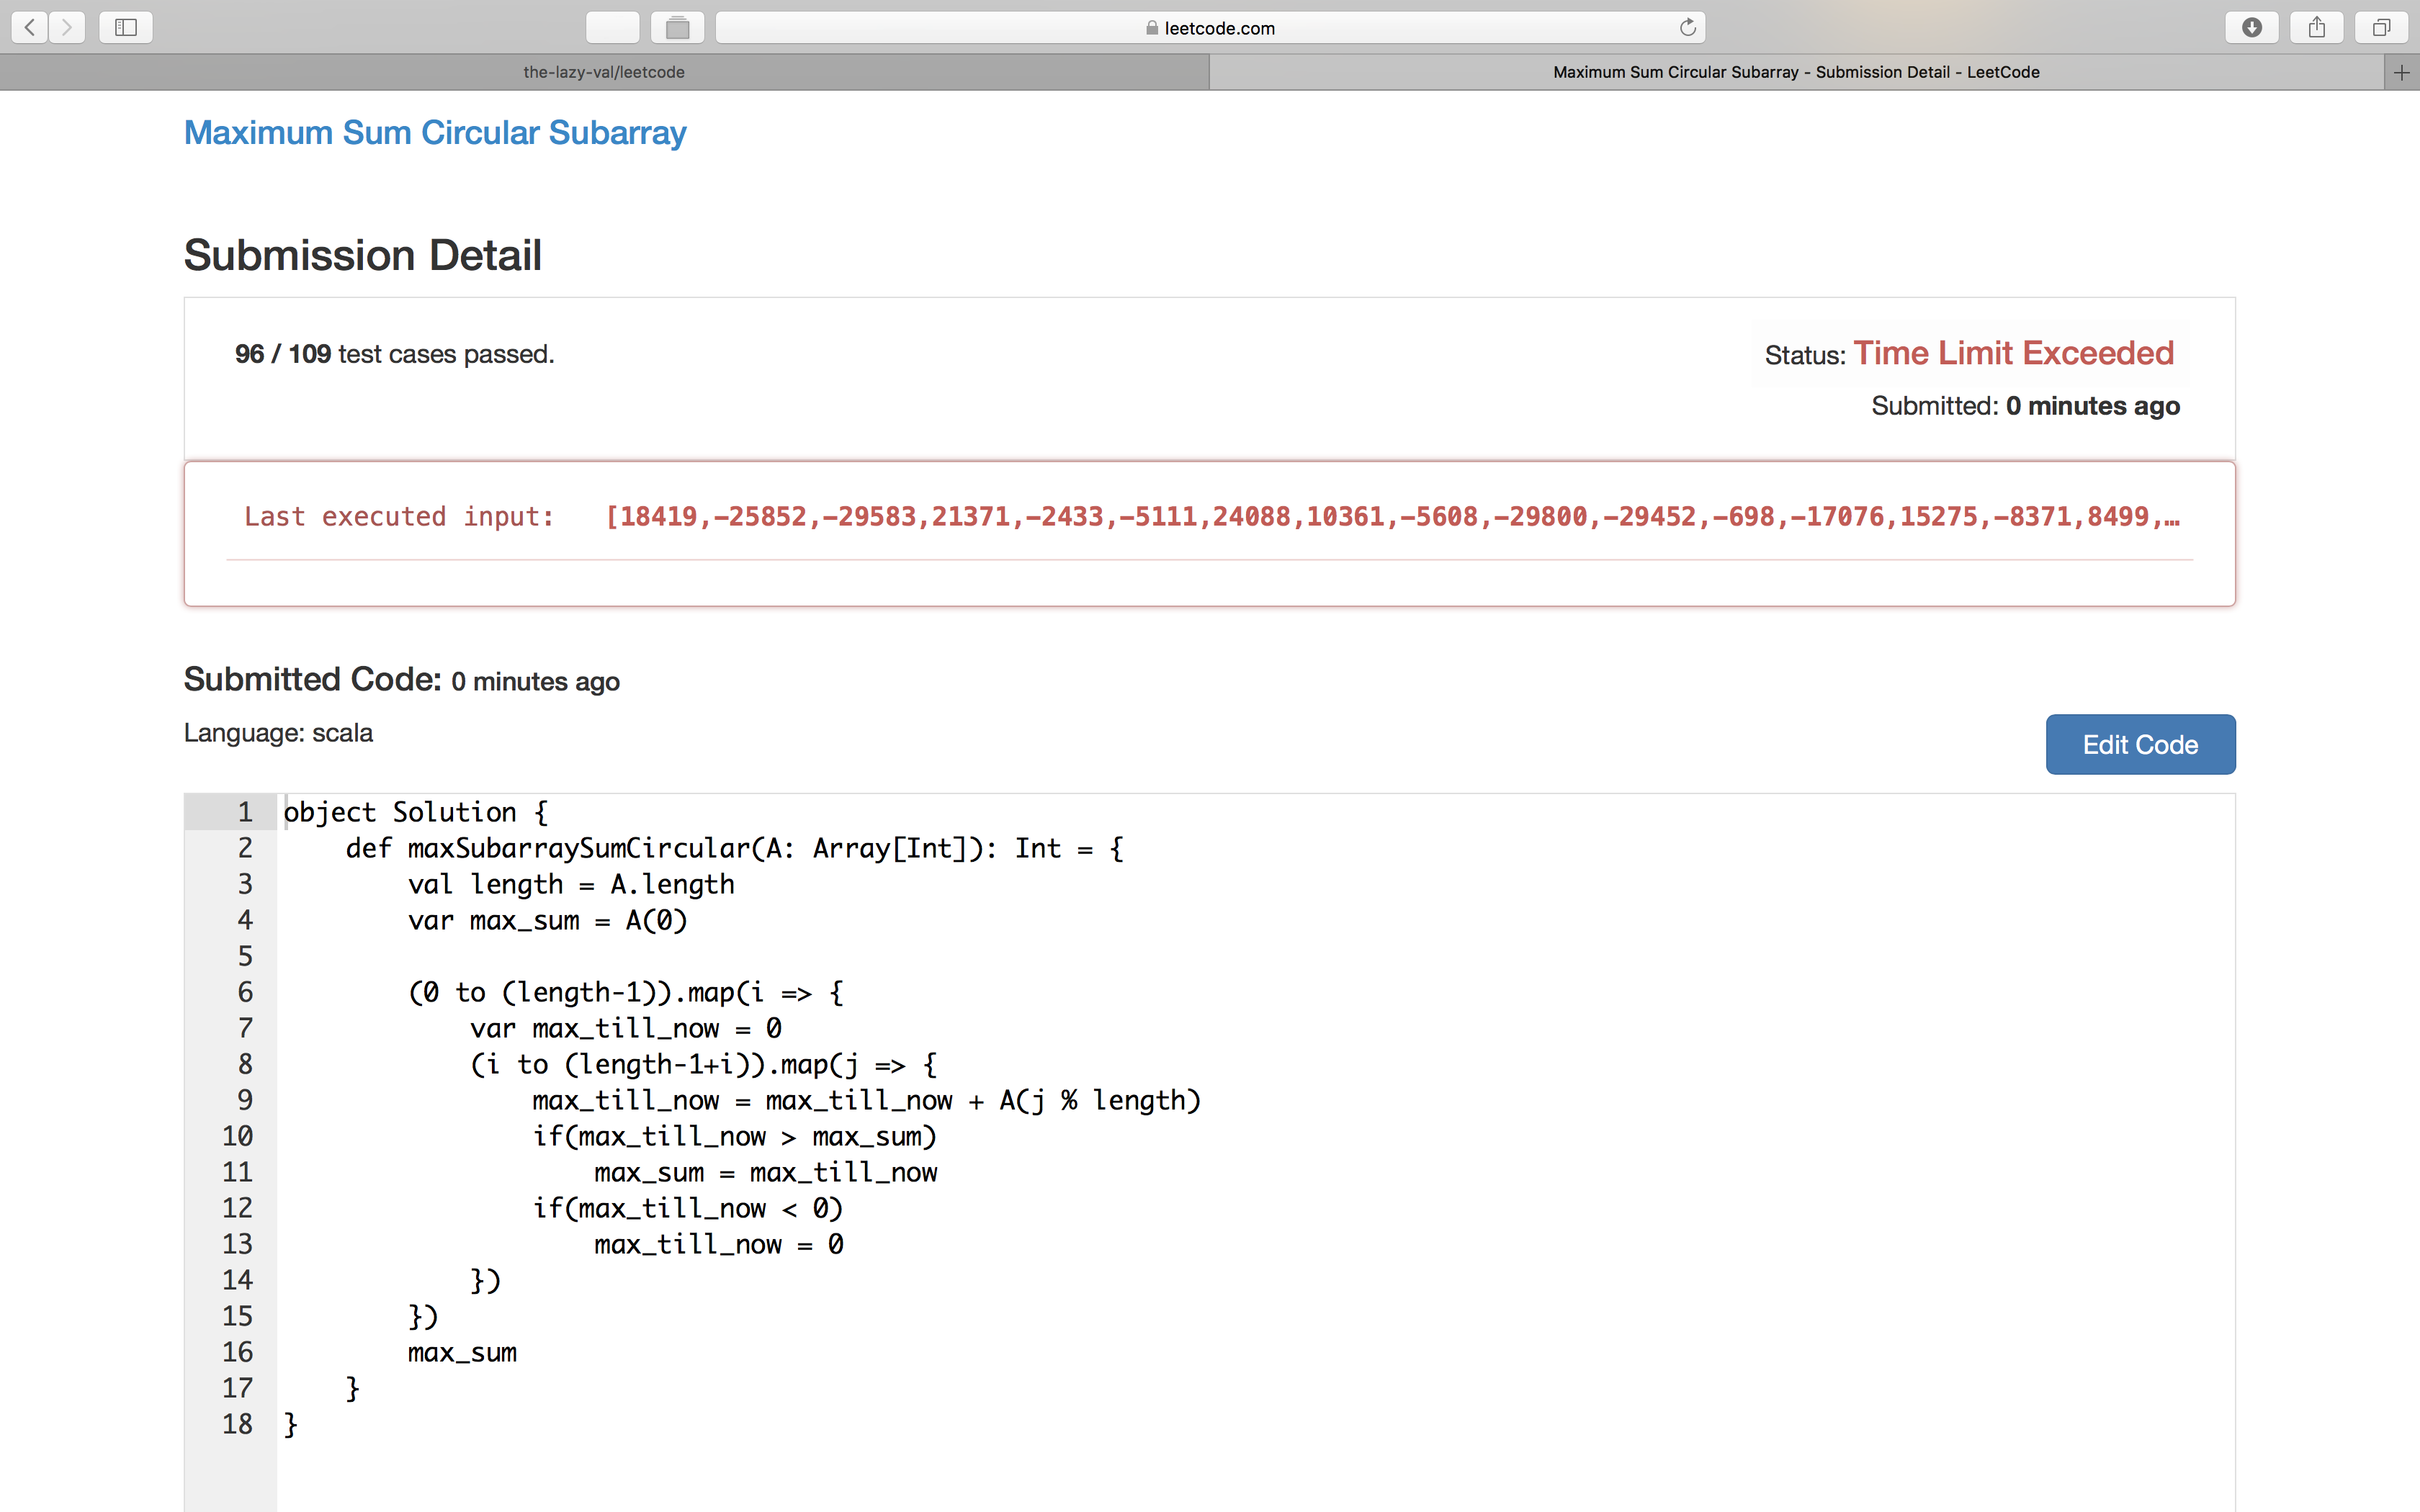 leetcode.com
the-lazy-val/leetcode
Maximum Sum Circular Subarray - Submission Detail - LeetCode
Maximum Sum Circular Subarray
Submission Detail
96 / 109 test cases passed.
Status: Time Limit Exceeded
Submitted: 0 minutes ago
Last executed input: [18419,-25852,-29583,21371,-2433,-5111,24088,10361,-5608,-29800,-29452,-698,-17076,15275,-8371,8499,…
Submitted Code: 0 minutes ago
Language: scala
Edit Code
1 object Solution {
2     def maxSubarraySumCircular(A: Array[Int]): Int = {
3         val length = A.length
4         var max_sum = A(0)
5
6         (0 to (length-1)).map(i => {
7             var max_till_now = 0
8             (i to (length-1+i)).map(j => {
9                 max_till_now = max_till_now + A(j % length)
10                 if(max_till_now > max_sum)
11                     max_sum = max_till_now
12                 if(max_till_now < 0)
13                     max_till_now = 0
14             })
15         })
16         max_sum
17     }
18 }